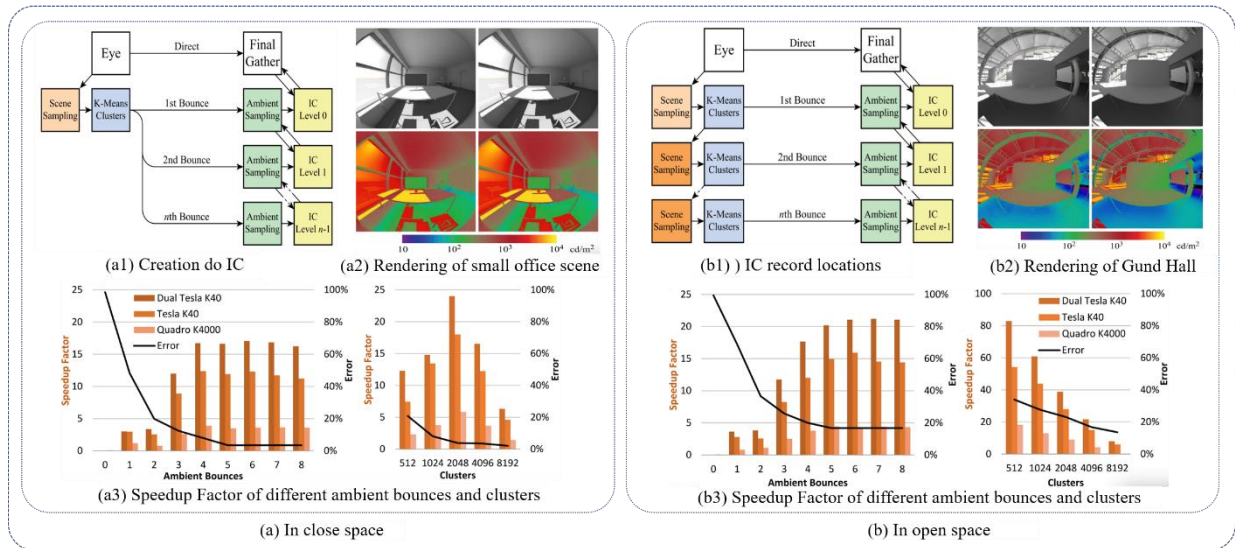 Eye
Direct
Final Gather
Scene Sampling
K-Means Clusters
1st Bounce
Ambient Sampling
IC Level 0
2nd Bounce
Ambient Sampling
IC Level 1
nth Bounce
Ambient Sampling
IC Level n-1
10 10² 10³ 10⁴ cd/m²
(a1) Creation do IC
(a2) Rendering of small office scene
Speedup Factor
25 20 15 10 5 0
Dual Tesla K40
Tesla K40
Quadro K4000
Error
100% 80% 60% 40% 20% 0%
Error
0 1 2 3 4 5 6 7 8
Ambient Bounces
Speedup Factor
25 20 15 10 5 0
100% 80% 60% 40% 20% 0%
Error
512 1024 2048 4096 8192
Clusters
(a3) Speedup Factor of different ambient bounces and clusters
(a) In close space
Eye
Direct
Final Gather
Scene Sampling
K-Means Clusters
1st Bounce
Ambient Sampling
IC Level 0
Scene Sampling
K-Means Clusters
2nd Bounce
Ambient Sampling
IC Level 1
Scene Sampling
K-Means Clusters
nth Bounce
Ambient Sampling
IC Level n-1
10 10² 10³ 10⁴ cd/m²
(b1) ) IC record locations
(b2) Rendering of Gund Hall
Speedup Factor
25 20 15 10 5 0
100% 80% 60% 40% 20% 0%
Error
0 1 2 3 4 5 6 7 8
Ambient Bounces
Speedup Factor
100 80 60 40 20 0
Dual Tesla K40
Tesla K40
Quadro K4000
Error
100% 80% 60% 40% 20% 0%
Error
512 1024 2048 4096 8192
Clusters
(b3) Speedup Factor of different ambient bounces and clusters
(b) In open space